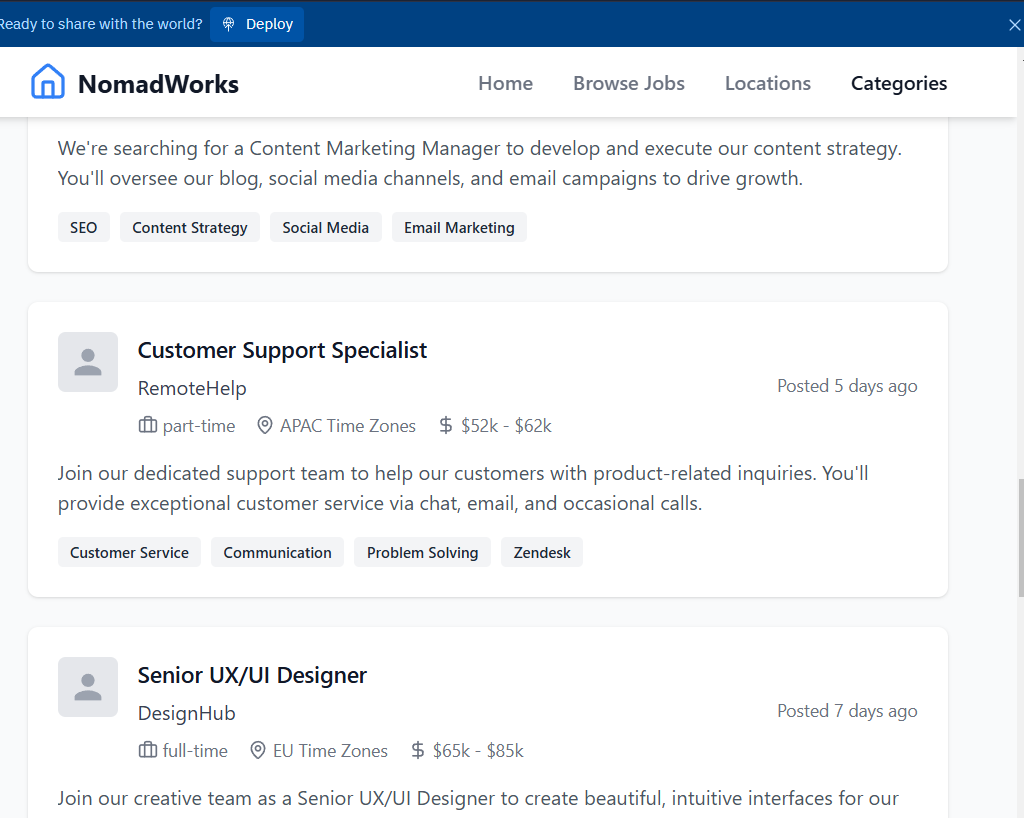 Ready to share with the world? Deploy
NomadWorks Home Browse Jobs Locations Categories
We're searching for a Content Marketing Manager to develop and execute our content strategy.
You'll oversee our blog, social media channels, and email campaigns to drive growth.
SEO Content Strategy Social Media Email Marketing
Customer Support Specialist
RemoteHelp
Posted 5 days ago
part-time APAC Time Zones $52k - $62k
Join our dedicated support team to help our customers with product-related inquiries. You'll
provide exceptional customer service via chat, email, and occasional calls.
Customer Service Communication Problem Solving Zendesk
Senior UX/UI Designer
DesignHub
Posted 7 days ago
full-time EU Time Zones $65k - $85k
Join our creative team as a Senior UX/UI Designer to create beautiful, intuitive interfaces for our